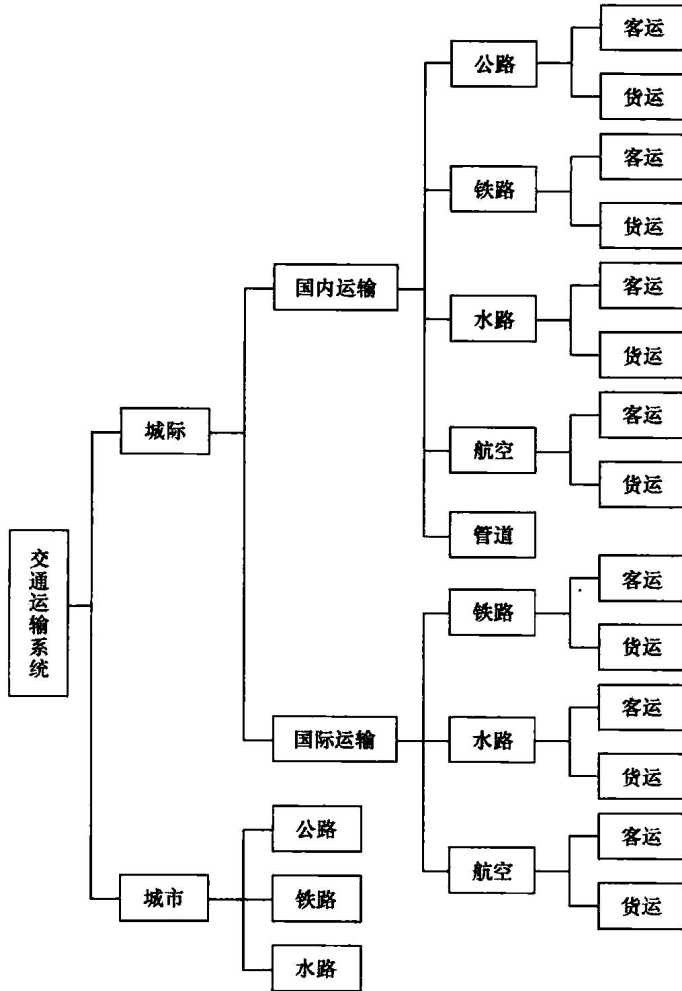 交通运输系统
城际
国内运输
公路
客运
货运
铁路
客运
货运
水路
客运
货运
航空
客运
货运
管道
国际运输
铁路
客运
货运
水路
客运
货运
航空
客运
货运
城市
公路
铁路
水路